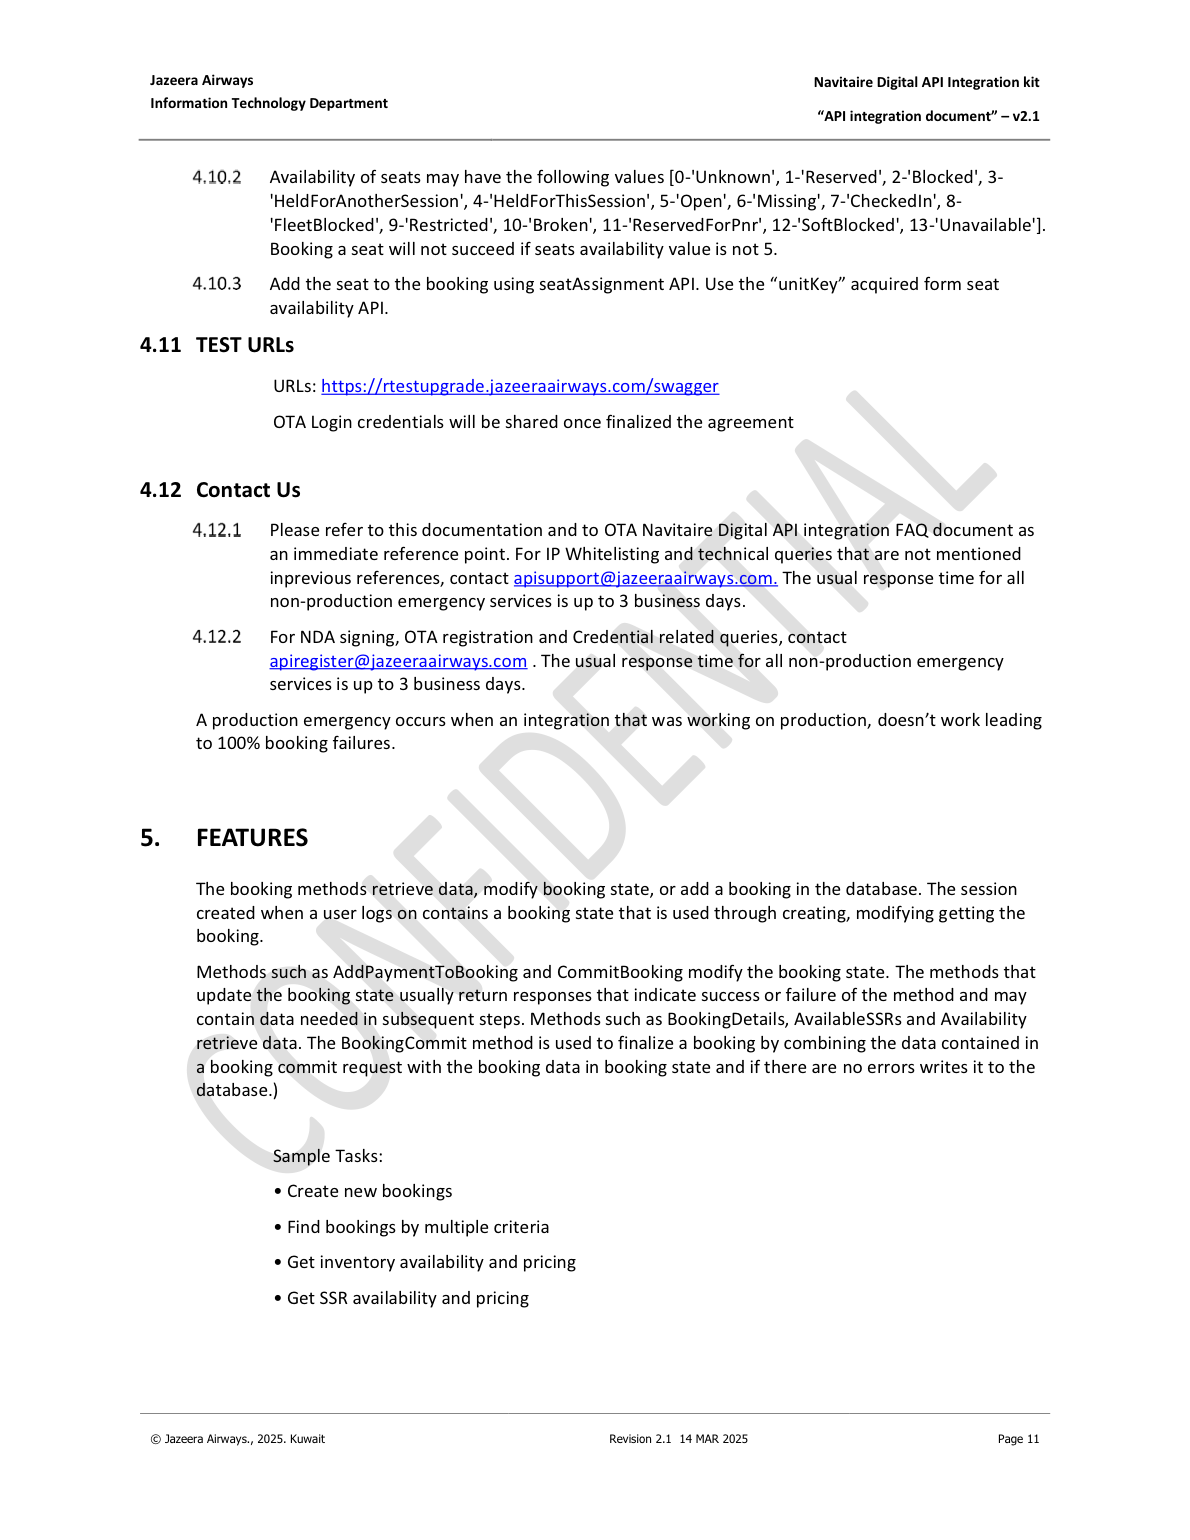 Jazeera Airways
Information Technology Department
Navitaire Digital API Integration kit
“API integration document” – v2.1
4.10.2 Availability of seats may have the following values [0-'Unknown', 1-'Reserved', 2-'Blocked', 3-
'HeldForAnotherSession', 4-'HeldForThisSession', 5-'Open', 6-'Missing', 7-'CheckedIn', 8-
'FleetBlocked', 9-'Restricted', 10-'Broken', 11-'ReservedForPnr', 12-'SoftBlocked', 13-'Unavailable'].
Booking a seat will not succeed if seats availability value is not 5.
4.10.3 Add the seat to the booking using seatAssignment API. Use the “unitKey” acquired form seat
availability API.
4.11 TEST URLs
URLs: https://rtestupgrade.jazeeraairways.com/swagger
OTA Login credentials will be shared once finalized the agreement
4.12 Contact Us
4.12.1 Please refer to this documentation and to OTA Navitaire Digital API integration FAQ document as
an immediate reference point. For IP Whitelisting and technical queries that are not mentioned
inprevious references, contact apisupport@jazeeraairways.com. The usual response time for all
non-production emergency services is up to 3 business days.
4.12.2 For NDA signing, OTA registration and Credential related queries, contact
apiregister@jazeeraairways.com . The usual response time for all non-production emergency
services is up to 3 business days.
A production emergency occurs when an integration that was working on production, doesn’t work leading
to 100% booking failures.
5. FEATURES
The booking methods retrieve data, modify booking state, or add a booking in the database. The session
created when a user logs on contains a booking state that is used through creating, modifying getting the
booking.
Methods such as AddPaymentToBooking and CommitBooking modify the booking state. The methods that
update the booking state usually return responses that indicate success or failure of the method and may
contain data needed in subsequent steps. Methods such as BookingDetails, AvailableSSRs and Availability
retrieve data. The BookingCommit method is used to finalize a booking by combining the data contained in
a booking commit request with the booking data in booking state and if there are no errors writes it to the
database.)
Sample Tasks:
• Create new bookings
• Find bookings by multiple criteria
• Get inventory availability and pricing
• Get SSR availability and pricing
CONFIDENTIAL
© Jazeera Airways., 2025. Kuwait
Revision 2.1 14 MAR 2025
Page 11